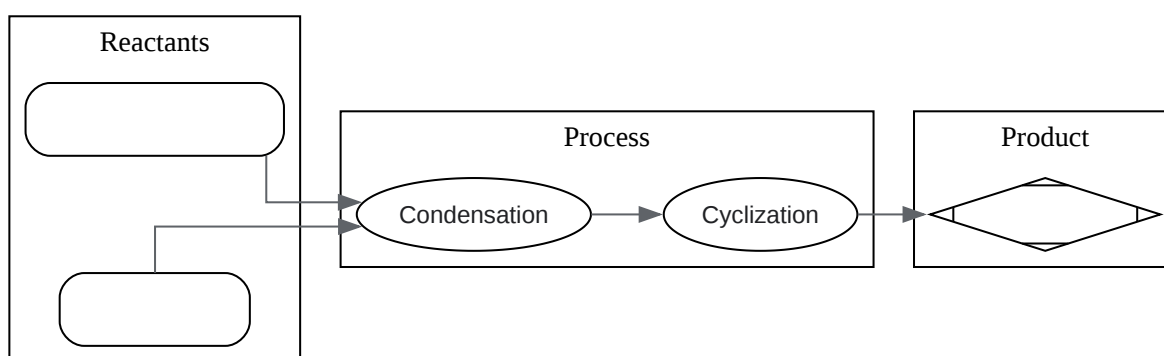 Reactants
Process
Product
Condensation
Cyclization